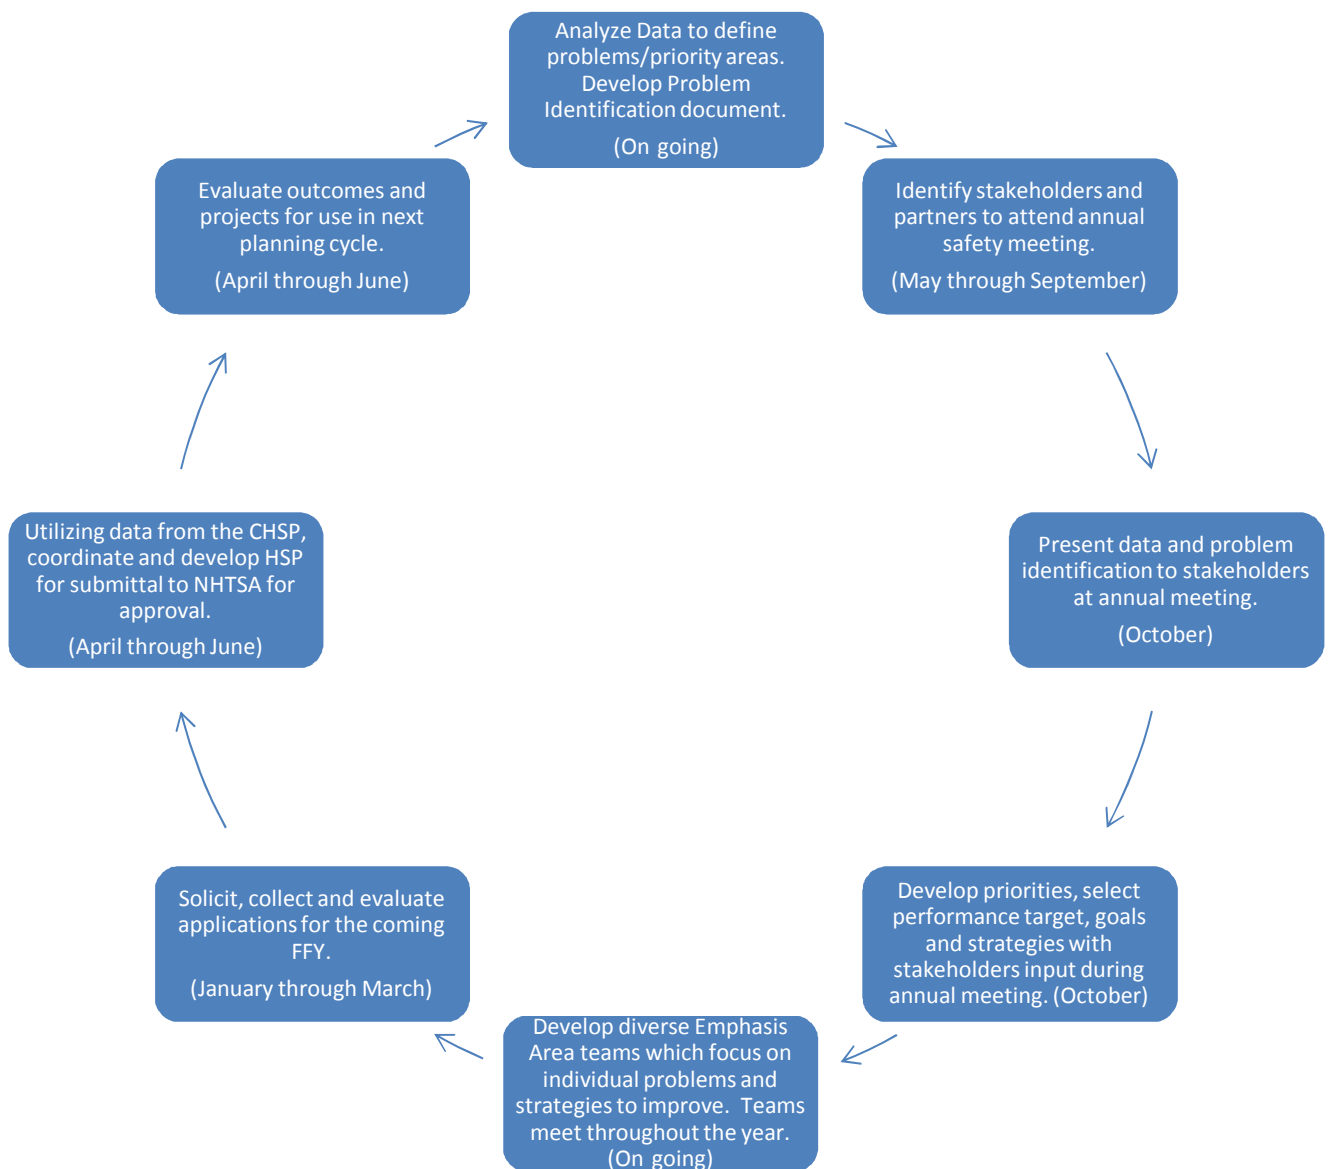 Analyze Data to define
problems/priority areas.
Develop Problem
Identification document.
(On going)
Identify stakeholders and
partners to attend annual
safety meeting.
(May through September)
Present data and problem
identification to stakeholders
at annual meeting.
(October)
Develop priorities, select
performance target, goals
and strategies with
stakeholders input during
annual meeting. (October)
Develop diverse Emphasis
Area teams which focus on
individual problems and
strategies to improve. Teams
meet throughout the year.
(On going)
Solicit, collect and evaluate
applications for the coming
FFY.
(January through March)
Utilizing data from the CHSP,
coordinate and develop HSP
for submittal to NHTSA for
approval.
(April through June)
Evaluate outcomes and
projects for use in next
planning cycle.
(April through June)